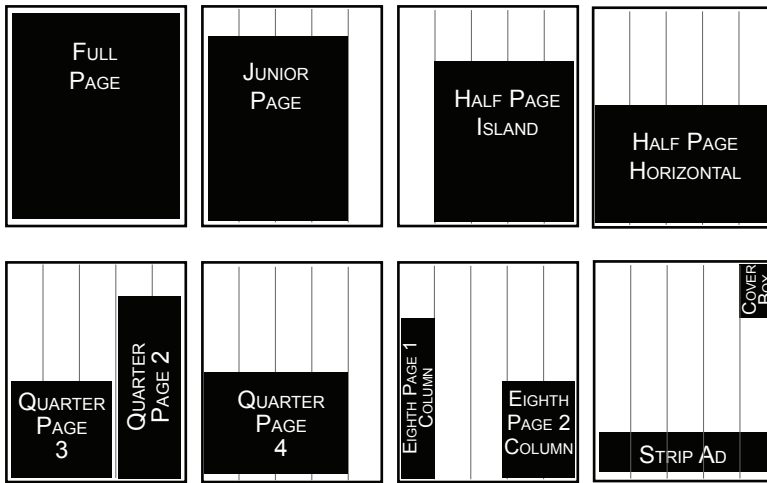 Full
Page
Junior
Page
Half Page
Island
Half Page
Horizontal
Quarter
Page
3
Quarter
Page 2
Quarter
Page
4
Eighth Page 1
Column
Eighth
Page 2
Column
Cover
Box
Strip Ad